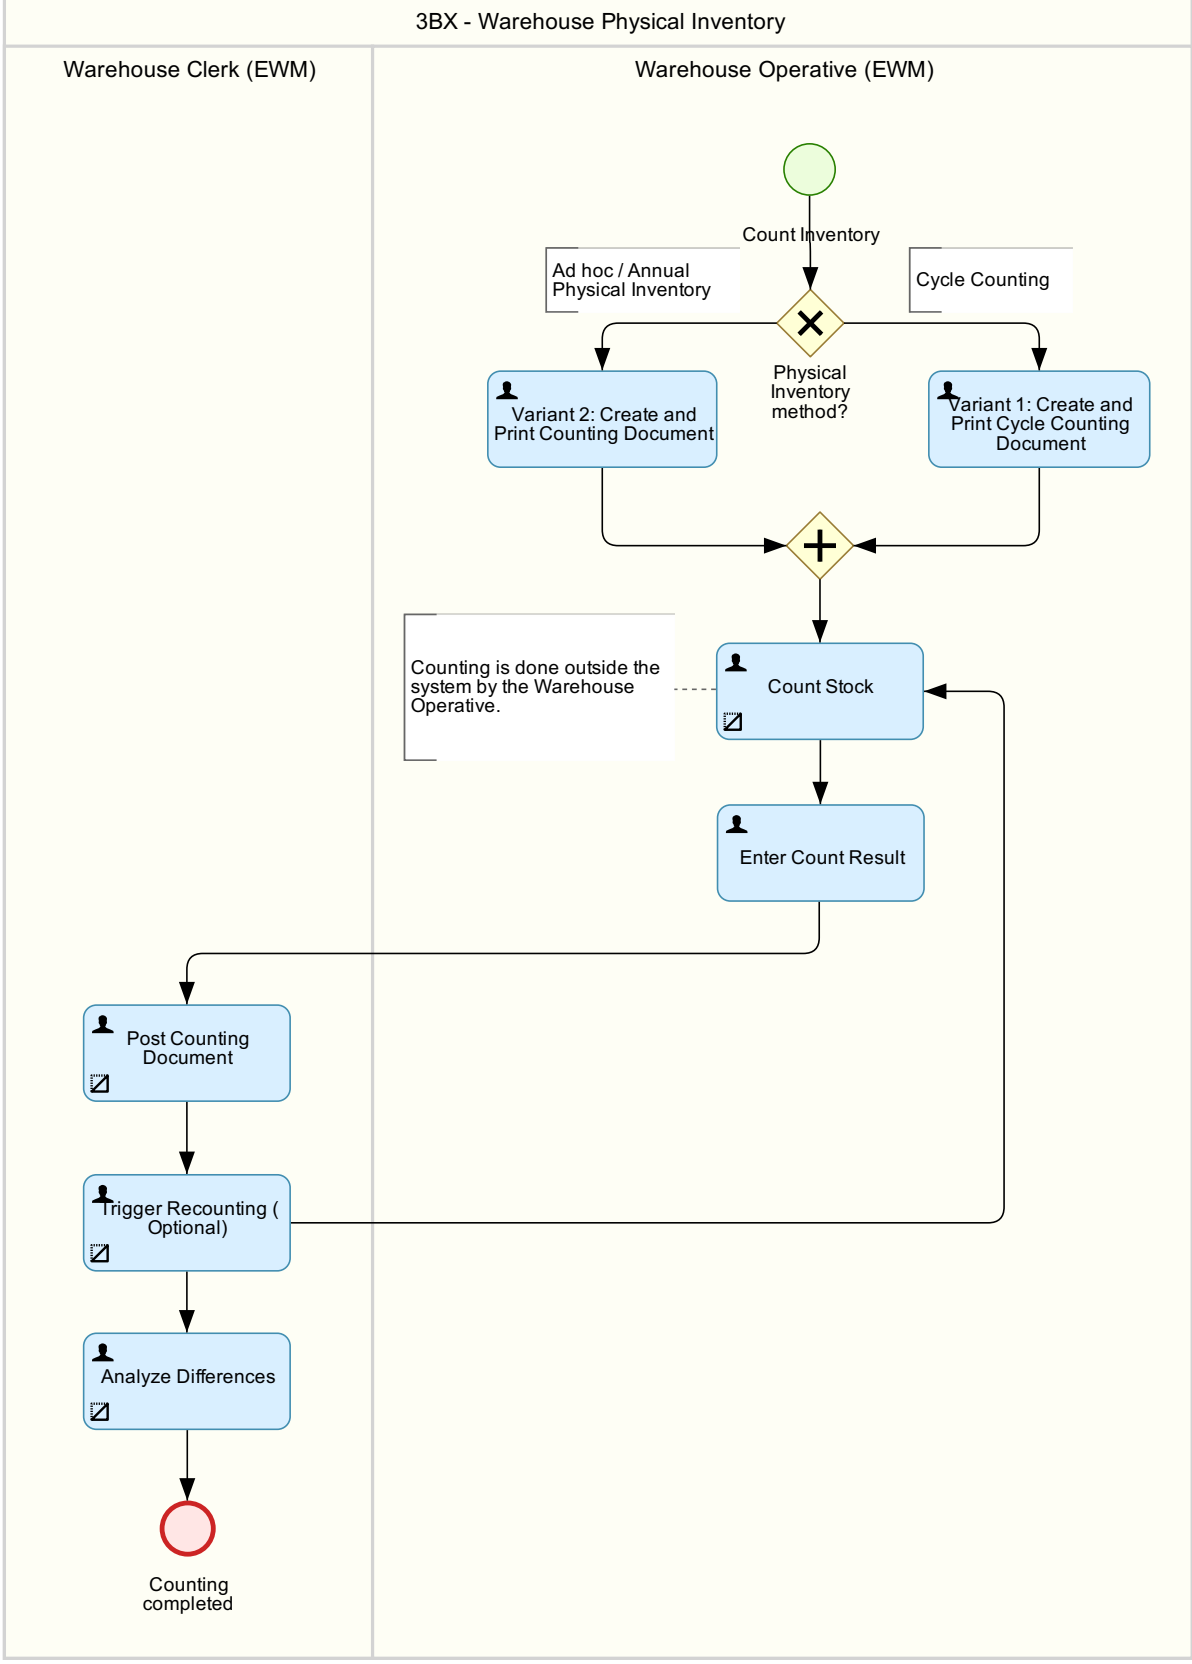 3BX - Warehouse Physical Inventory
Warehouse Clerk (EWM)
Warehouse Operative (EWM)
Count Inventory
Ad hoc / Annual
Physical Inventory
Cycle Counting
Physical
Inventory
method?
Variant 2: Create and
Print Counting Document
Variant 1: Create and
Print Cycle Counting
Document
Counting is done outside the
system by the Warehouse
Operative.
Count Stock
Enter Count Result
Post Counting
Document
Trigger Recounting (
Optional)
Analyze Differences
Counting
completed